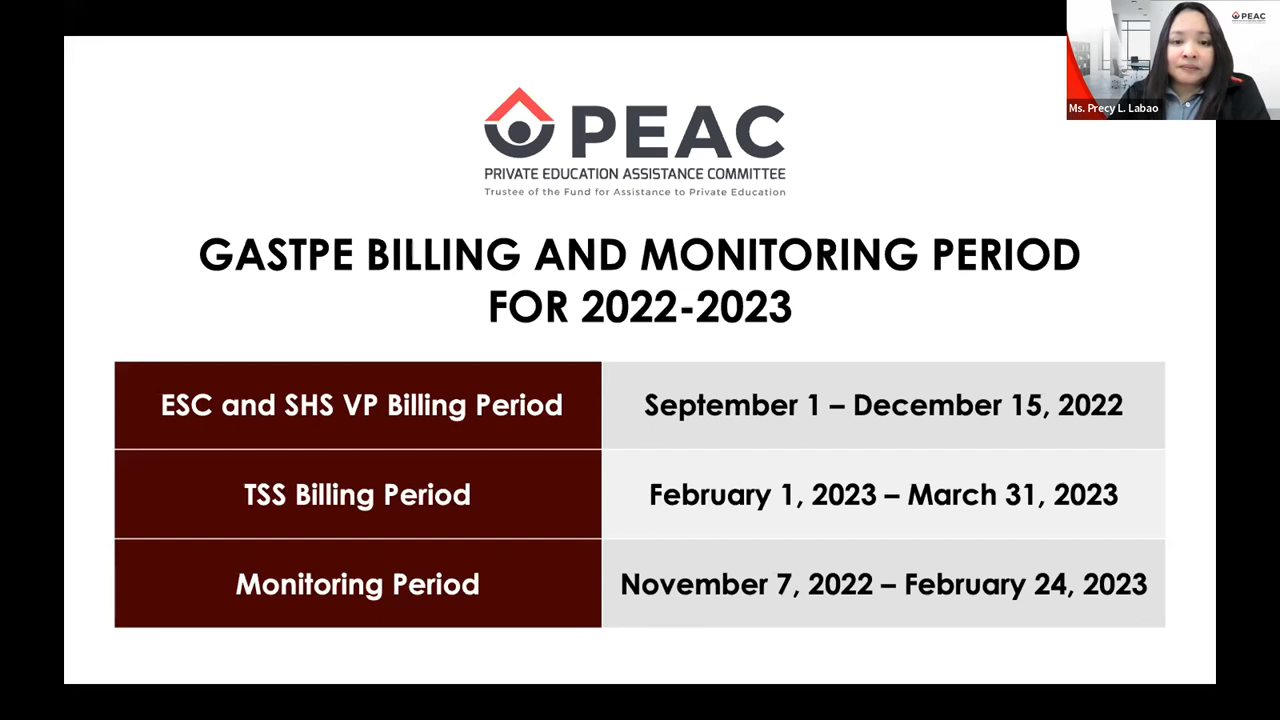 PEAC
Ms. Precy L. Labao
PEAC
PRIVATE EDUCATION ASSISTANCE COMMITTEE
Trustee of the Fund for Assistance to Private Education
GASTPE BILLING AND MONITORING PERIOD
FOR 2022-2023
ESC and SHS VP Billing Period
September 1 – December 15, 2022
TSS Billing Period
February 1, 2023 – March 31, 2023
Monitoring Period
November 7, 2022 – February 24, 2023